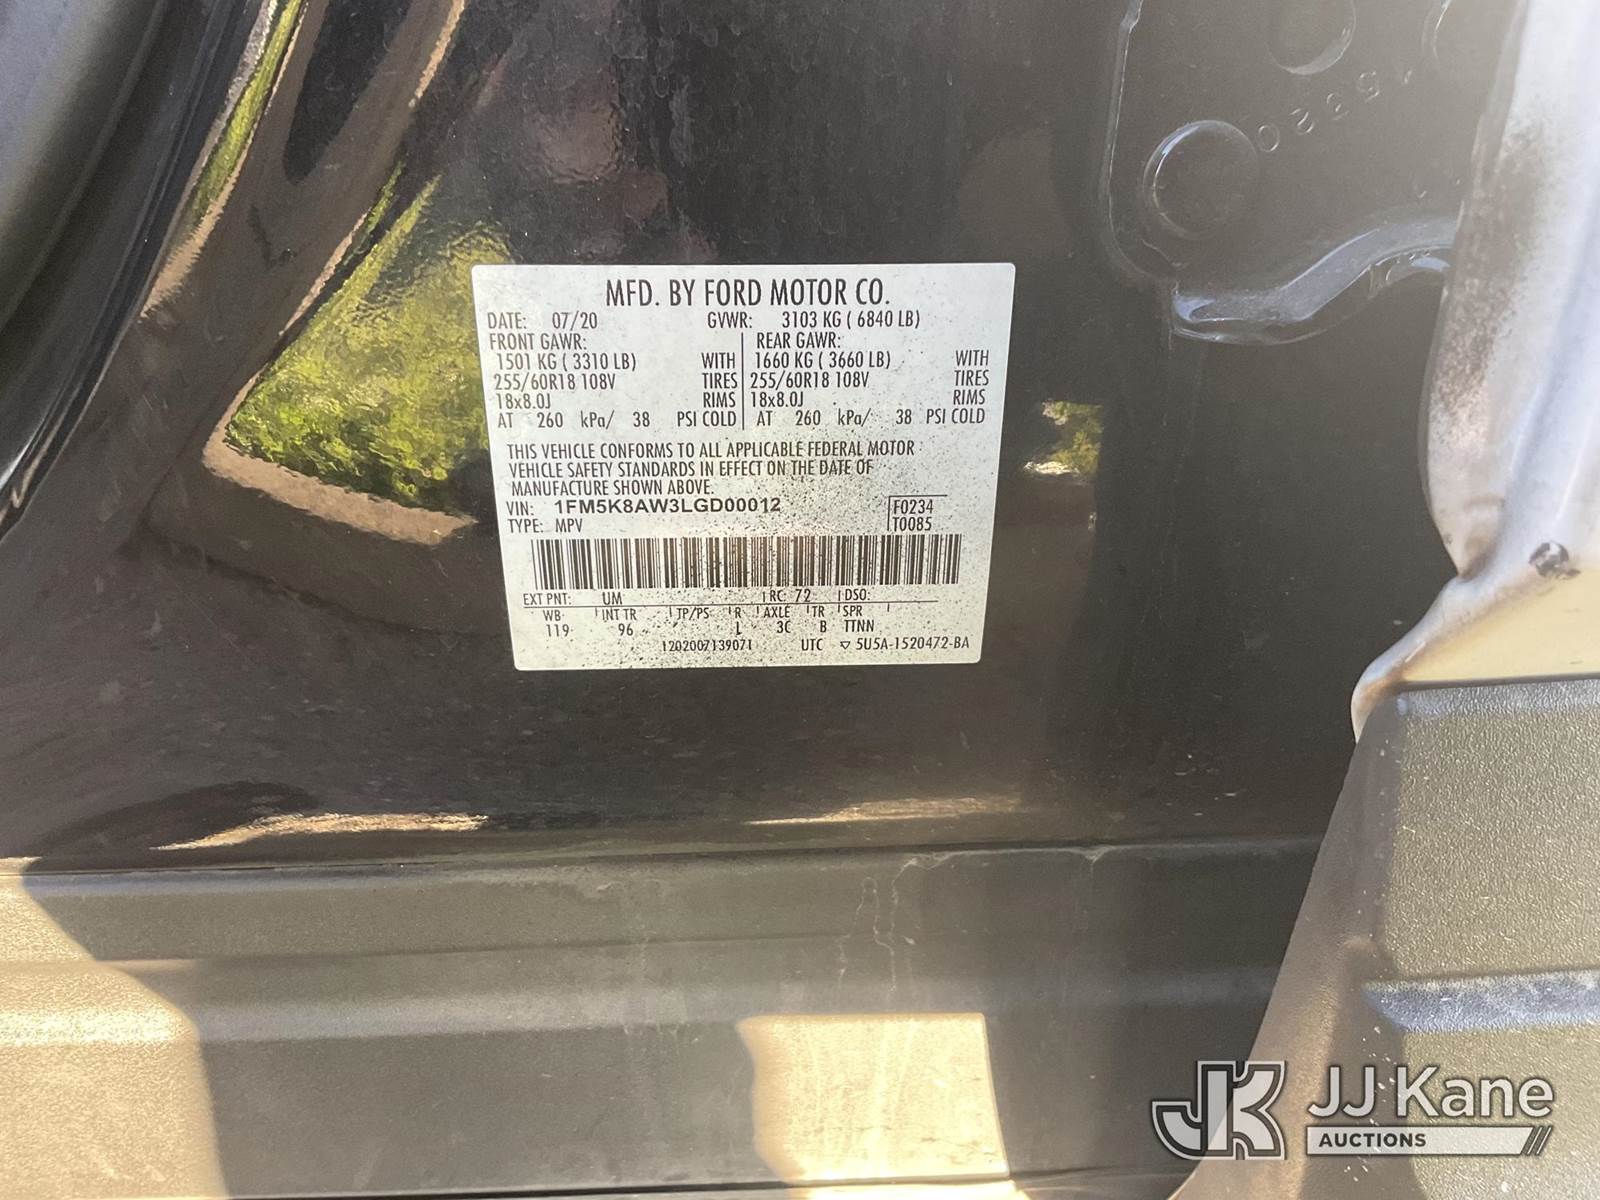 5320
MFD. BY FORD MOTOR CO.
DATE: 07/20 GVWR: 3103 KG ( 6840 LB)
FRONT GAWR: REAR GAWR:
1501 KG ( 3310 LB) WITH 1660 KG ( 3660 LB) WITH
255/60R18 108V TIRES 255/60R18 108V TIRES
18x8.0J RIMS 18x8.0J RIMS
AT 260 kPa/ 38 PSI COLD AT 260 kPa/ 38 PSI COLD
THIS VEHICLE CONFORMS TO ALL APPLICABLE FEDERAL MOTOR
VEHICLE SAFETY STANDARDS IN EFFECT ON THE DATE OF
MANUFACTURE SHOWN ABOVE.
VIN: 1FM5K8AW3LGD00012 F0234
TYPE: MPV T0085
EXT PNT: UM RC: 72 DSO:
WB INT TR TP/PS R AXLE TR SPR
119 96 L 3C B TTNN
1202007139071 UTC ▽ 5U5A-1520472-BA
JK JJ Kane
AUCTIONS